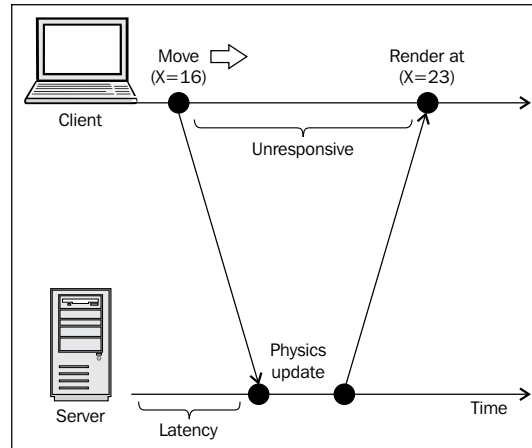 Move
(X=16)
Render at
(X=23)
Client
Unresponsive
Physics
update
Server
Latency
Time